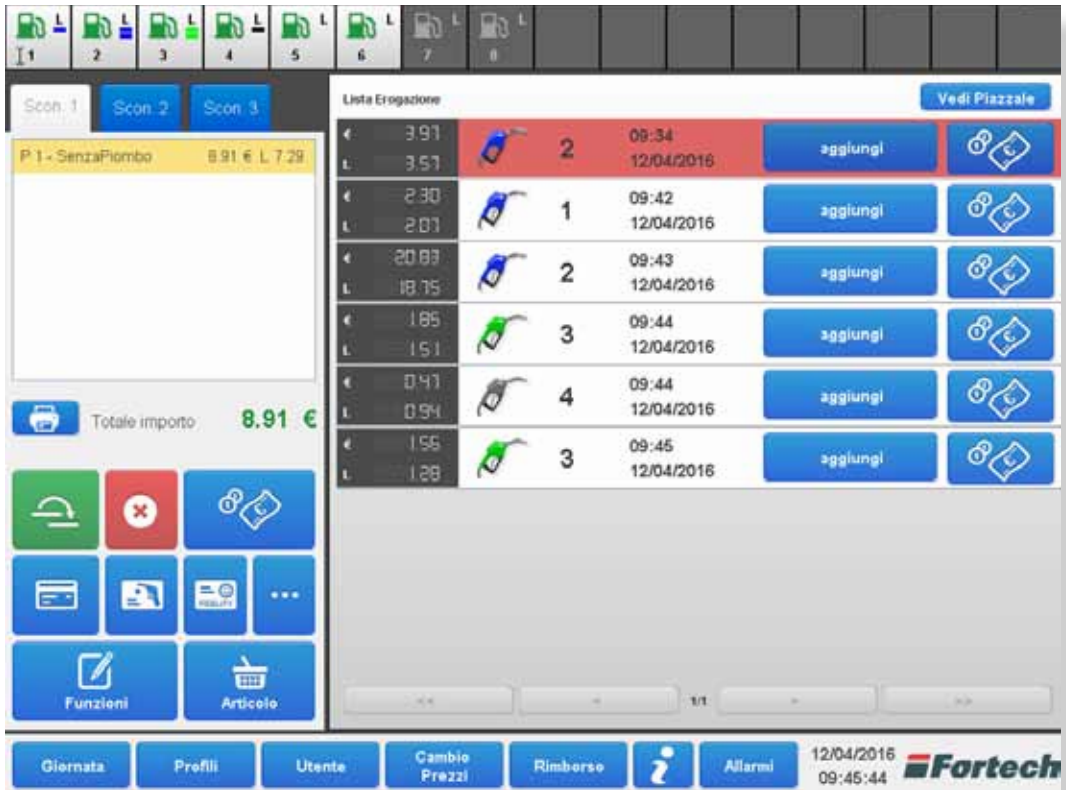 L L L L L L L L
1 2 3 4 5 6 7 8
Scon. 1 Scon. 2 Scon. 3
P 1 - SenzaPiombo 8.91 € L 7.29
Totale importo 8.91 €
FIDELITY
...
Funzioni Articolo
Lista Erogazione Vedi Piazzale
€ 3.97 2 09:34 aggiungi
L 3.57 12/04/2016
€ 2.30 1 09:42 aggiungi
L 2.07 12/04/2016
€ 20.83 2 09:43 aggiungi
L 18.75 12/04/2016
€ 1.85 3 09:44 aggiungi
L 1.51 12/04/2016
€ 0.47 4 09:44 aggiungi
L 0.94 12/04/2016
€ 1.56 3 09:45 aggiungi
L 1.28 12/04/2016
<< < 1/1 > >>
Giornata Profili Utente Cambio Prezzi Rimborso i Allarmi 12/04/2016 Fortech
09:45:44